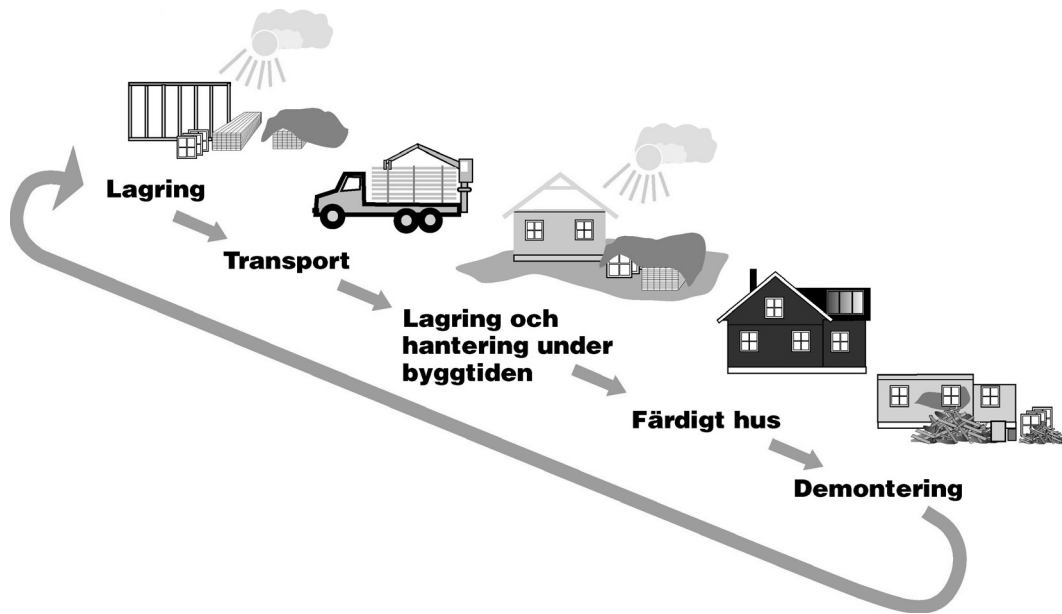 Lagring
Transport
Lagring och
hantering under
byggtiden
Färdigt hus
Demontering